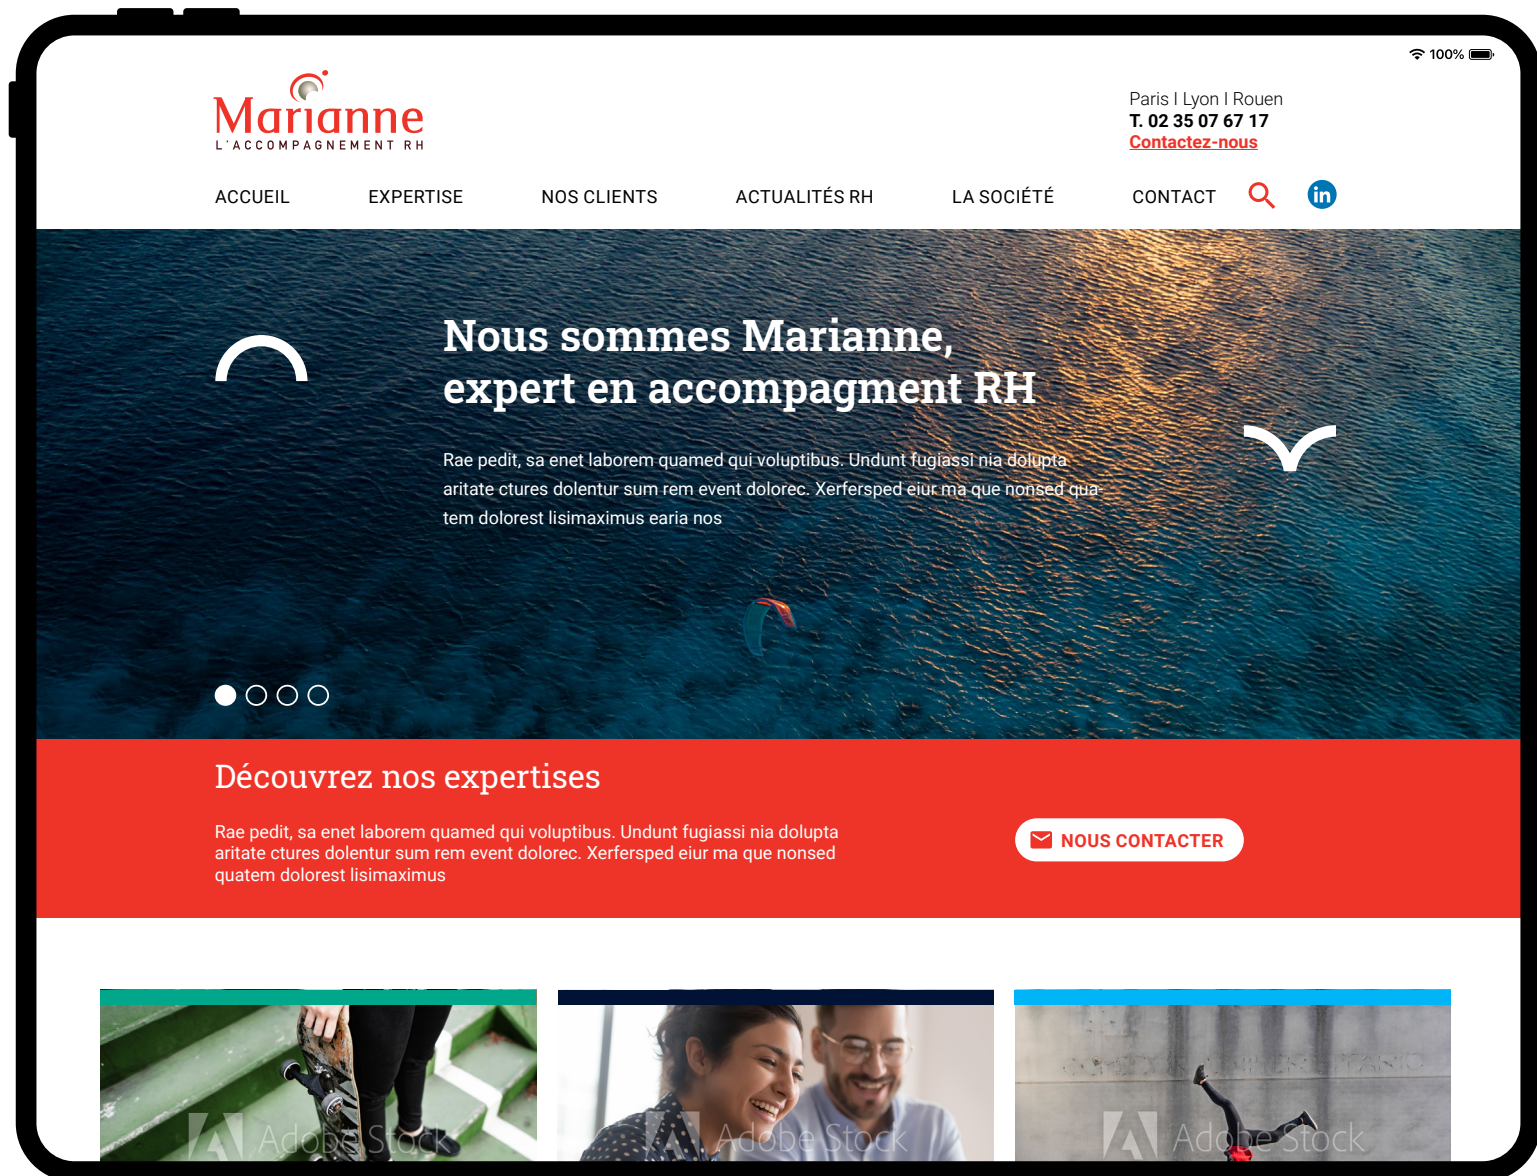 100%
Marianne
L'ACCOMPAGNEMENT RH
Paris I Lyon I Rouen
T. 02 35 07 67 17
Contactez-nous
ACCUEIL EXPERTISE NOS CLIENTS ACTUALITÉS RH LA SOCIÉTÉ CONTACT in
Nous sommes Marianne,
expert en accompagment RH
Rae pedit, sa enet laborem quamed qui voluptibus. Undunt fugiassi nia dolupta
aritate ctures dolentur sum rem event dolorec. Xerfersped eiur ma que nonsed qua-
tem dolorest lisimaximus earia nos
Découvrez nos expertises
Rae pedit, sa enet laborem quamed qui voluptibus. Undunt fugiassi nia dolupta
aritate ctures dolentur sum rem event dolorec. Xerfersped eiur ma que nonsed
quatem dolorest lisimaximus
NOUS CONTACTER
Adobe Stock
Adobe Stock
Adobe Stock